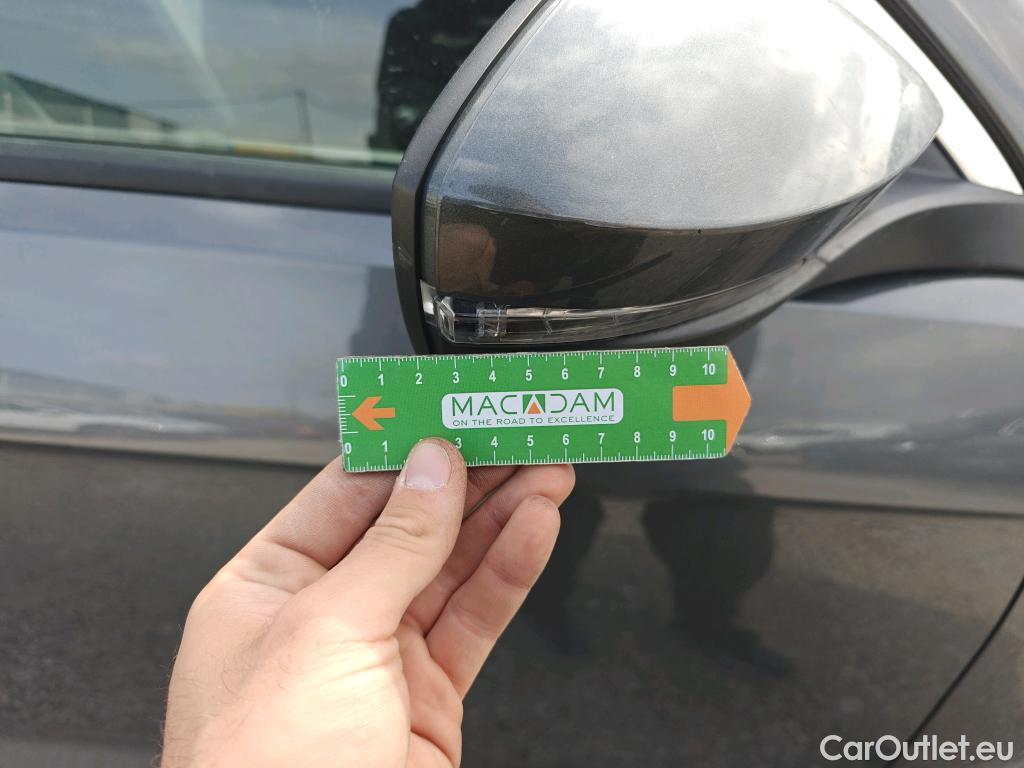 0 1 2 3 4 5 6 7 8 9 10
MACADAM
ON THE ROAD TO EXCELLENCE
0 1 3 4 5 6 7 8 9 10
CarOutlet.eu